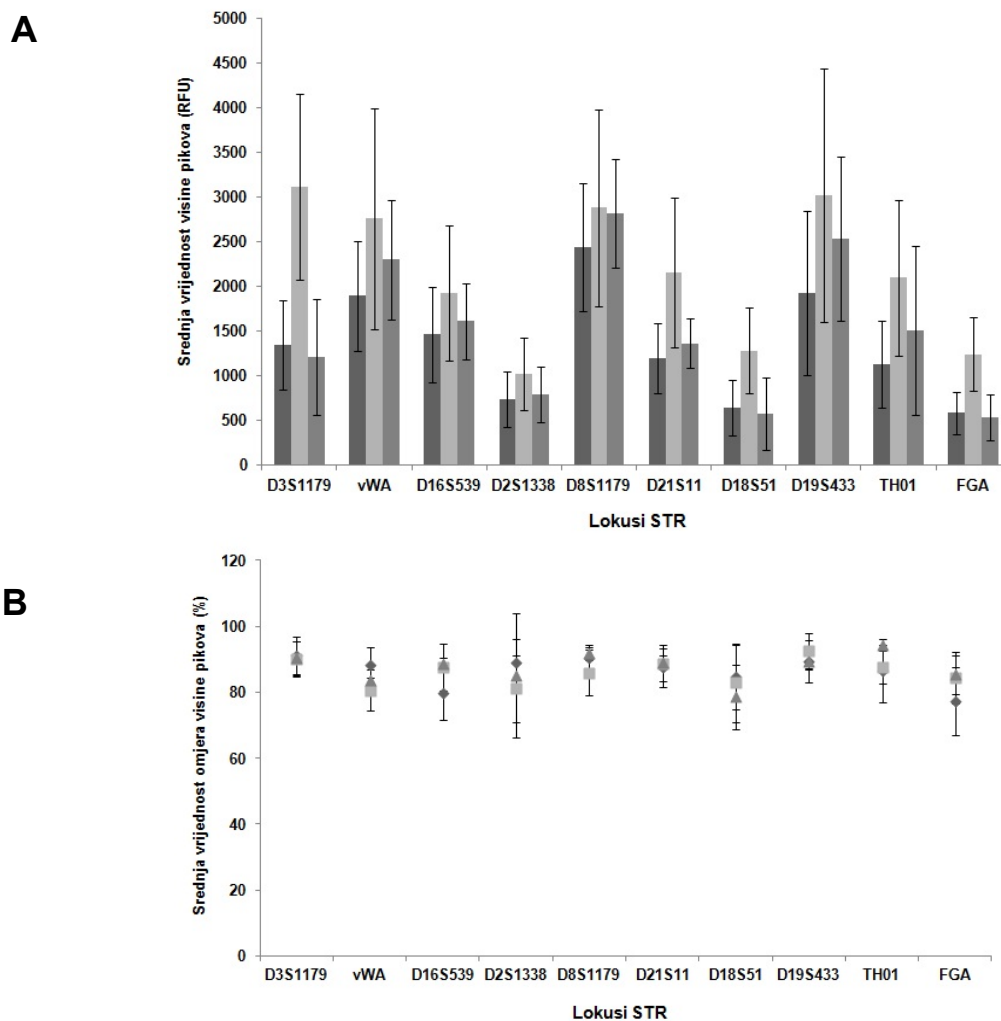 A
Srednja vrijednost visine pikova (RFU)
5000
4500
4000
3500
3000
2500
2000
1500
1000
500
0
D3S1179 vWA D16S539 D2S1338 D8S1179 D21S11 D18S51 D19S433 TH01 FGA
Lokusi STR
B
Srednja vrijednost omjera visine pikova (%)
120
100
80
60
40
20
0
D3S1179 vWA D16S539 D2S1338 D8S1179 D21S11 D18S51 D19S433 TH01 FGA
Lokusi STR